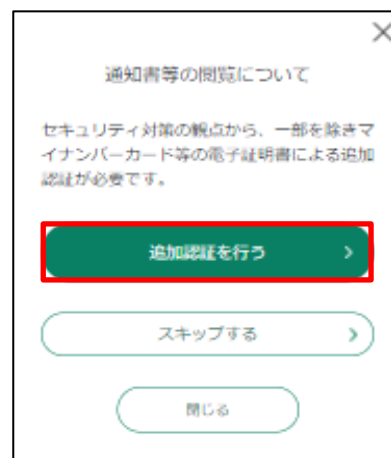 通知書等の閲覧について
セキュリティ対策の観点から、一部を除きマ
イナンバーカード等の電子証明書による追加
認証が必要です。
追加認証を行う
スキップする
閉じる